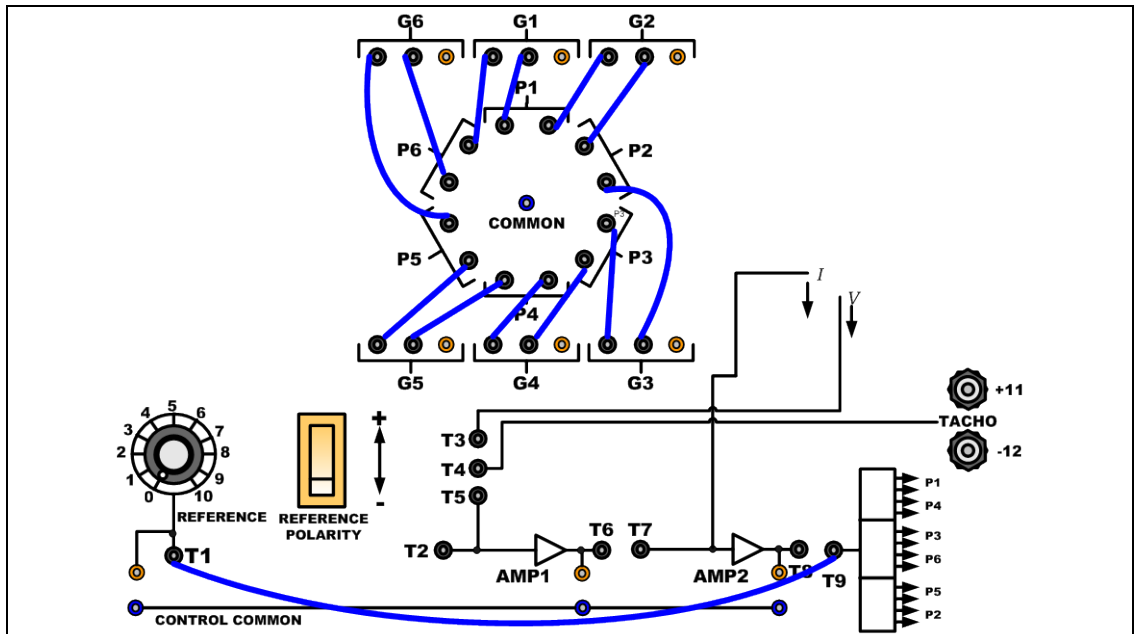 G6 G1 G2
P1
P6 P2
COMMON
P3
P5 P3
P4
G5 G4 G3
I
V
+11
TACHO
-12
0 1 2 3 4 5 6 7 8 9 10
REFERENCE
+
-
REFERENCE
POLARITY
T3
T4
T5
T1
T2
T6
T7
T8
T9
AMP1
AMP2
CONTROL COMMON
P1
P4
P3
P6
P5
P2